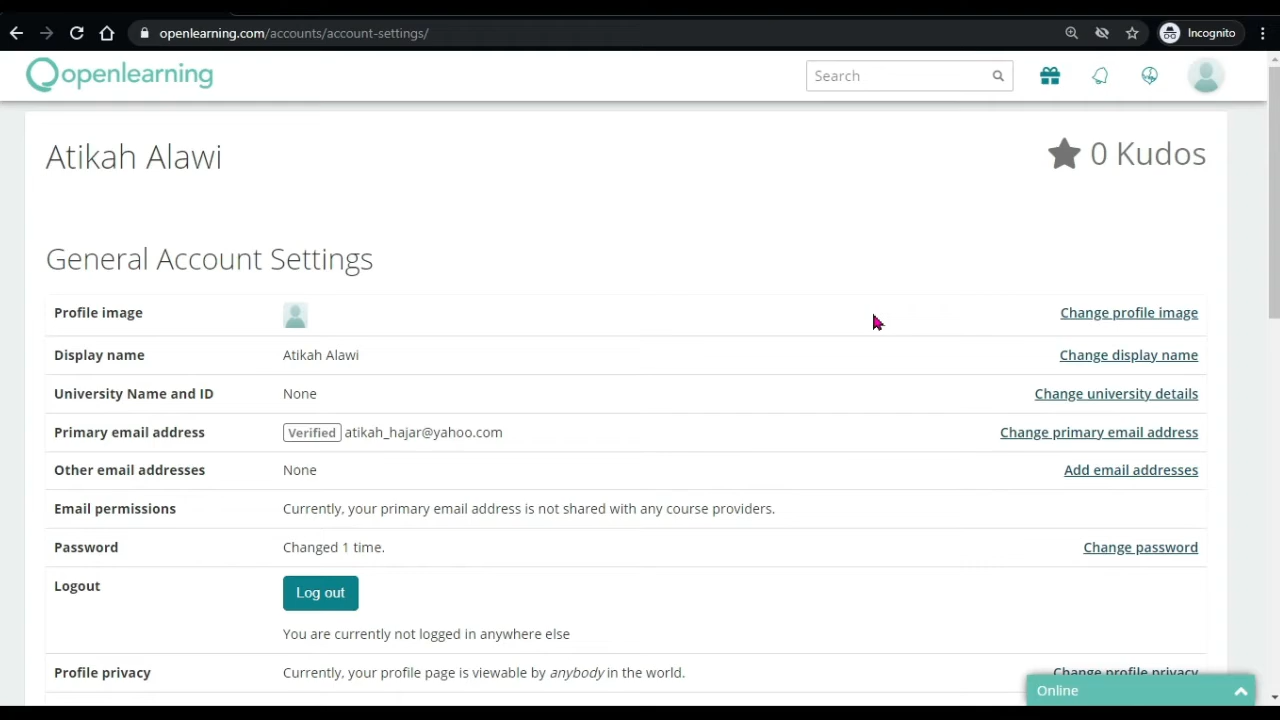 openlearning.com/accounts/account-settings/
Incognito
openlearning
Search
Atikah Alawi
0 Kudos
General Account Settings
Profile image
Change profile image
Display name
Atikah Alawi
Change display name
University Name and ID
None
Change university details
Primary email address
Verified atikah_hajar@yahoo.com
Change primary email address
Other email addresses
None
Add email addresses
Email permissions
Currently, your primary email address is not shared with any course providers.
Password
Changed 1 time.
Change password
Logout
Log out
You are currently not logged in anywhere else
Profile privacy
Currently, your profile page is viewable by anybody in the world.
Change profile privacy
Online